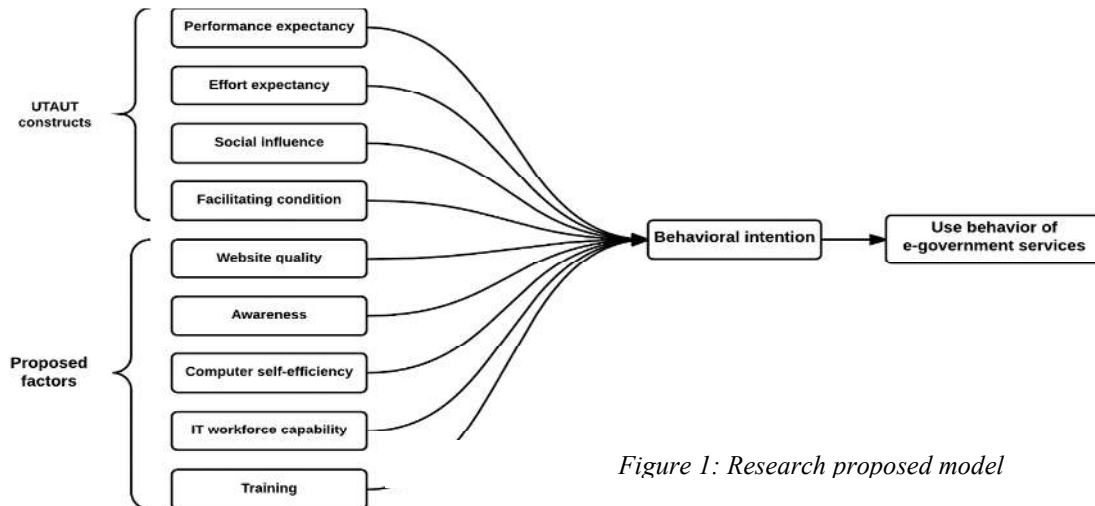 Performance expectancy
Effort expectancy
UTAUT
constructs
Social influence
Facilitating condition
Website quality
Awareness
Proposed
factors
Computer self-efficiency
IT workforce capability
Training
Behavioral intention
Use behavior of
e-government services
Figure 1: Research proposed model